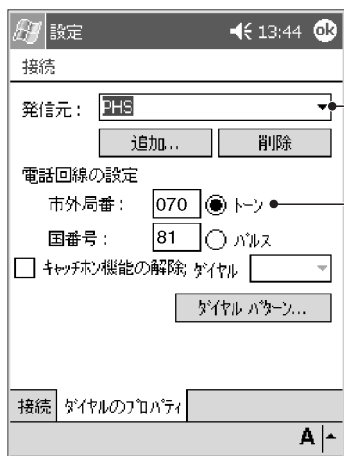 設定 13:44 ok
接続
発信元： PHS
追加... 削除
電話回線の設定
市外局番： 070 トーン
国番号： 81 パルス
キャッチホン機能の解除; ダイヤル
ダイヤル パターン...
接続 ダイヤルのプロパティ
A